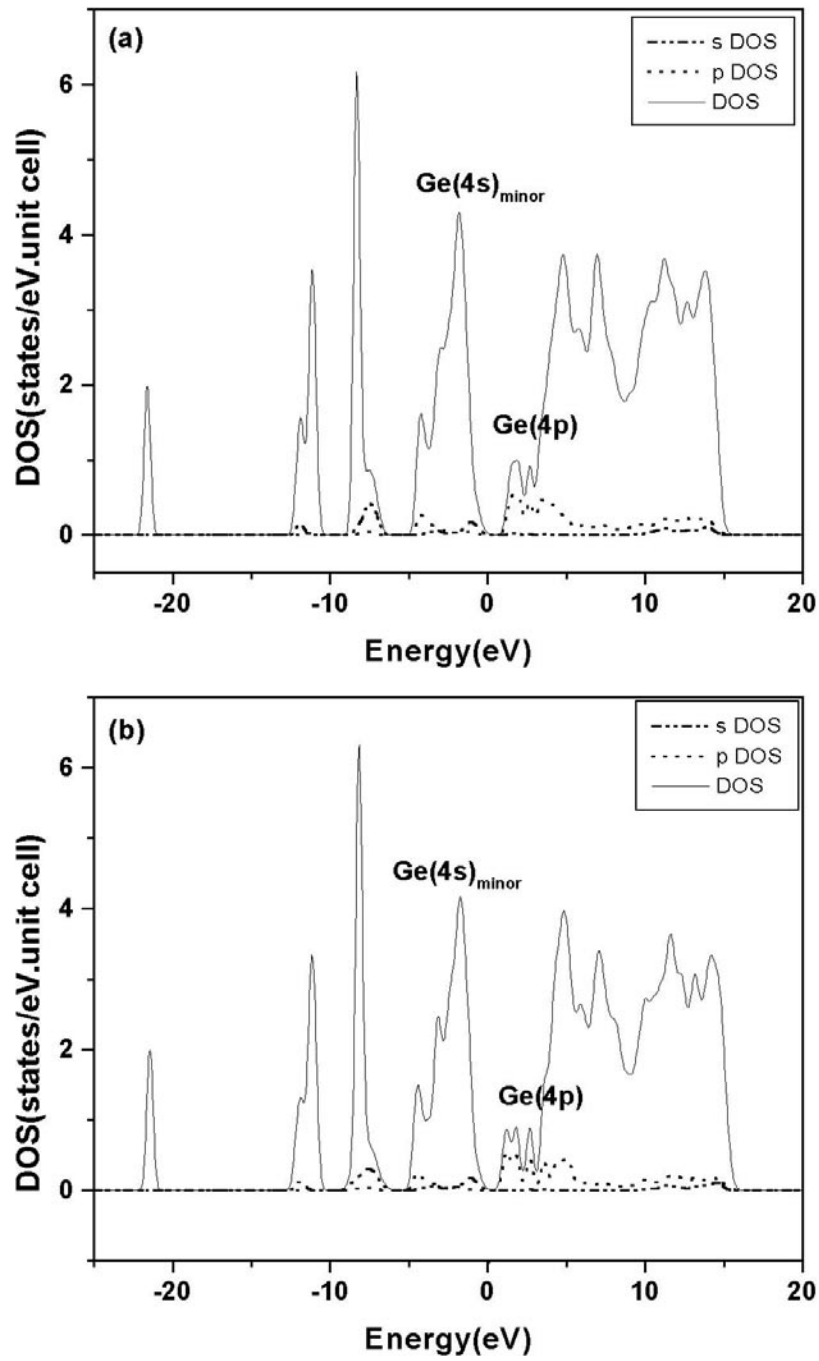 (a)
s DOS
p DOS
DOS
6
Ge(4s)minor
4
2
Ge(4p)
0
DOS(states/eV.unit cell)
-20
-10
0
10
20
Energy(eV)
(b)
s DOS
p DOS
DOS
6
Ge(4s)minor
4
2
Ge(4p)
0
DOS(states/eV.unit cell)
-20
-10
0
10
20
Energy(eV)